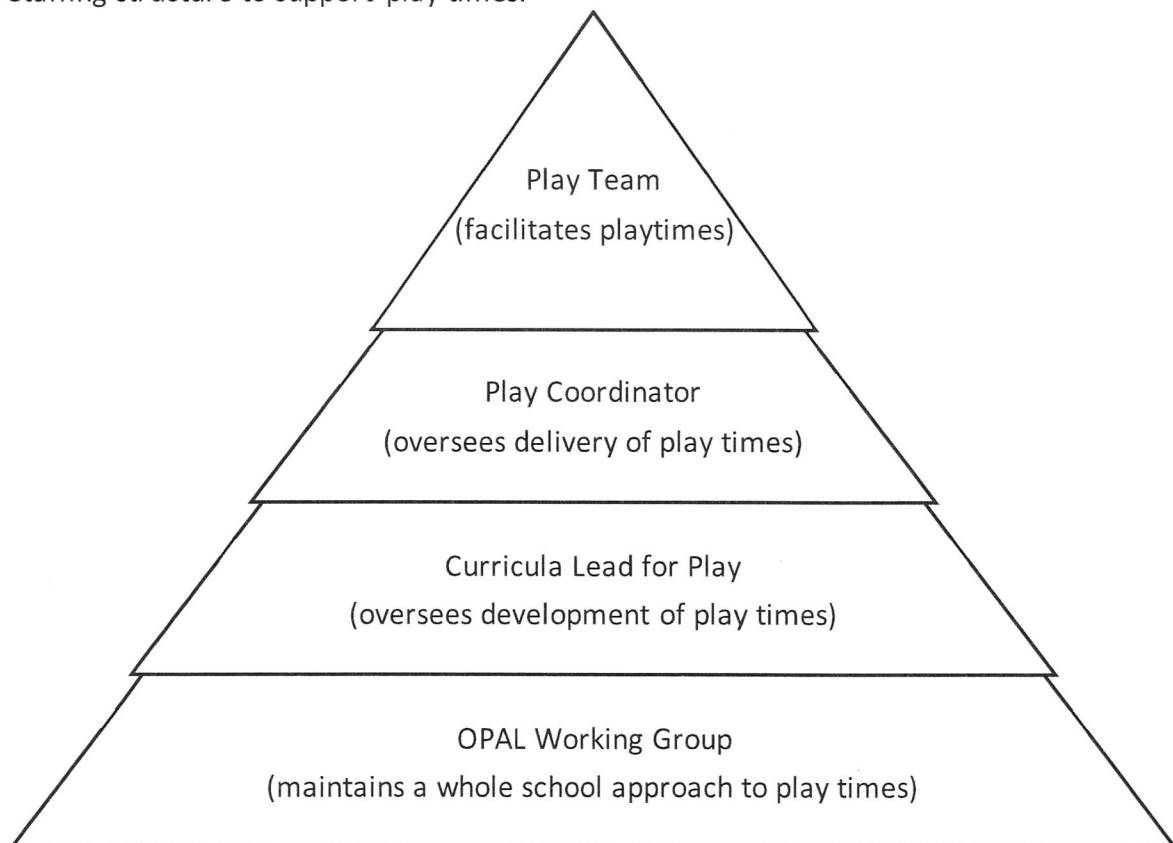 Staffing structure to support play times:
Play Team
(facilitates playtimes)
Play Coordinator
(oversees delivery of play times)
Curricula Lead for Play
(oversees development of play times)
OPAL Working Group
(maintains a whole school approach to play times)